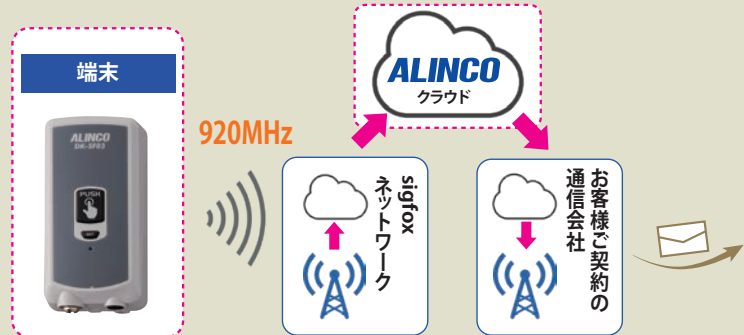 端末
ALINCO
DK-SF03
PUSH
920MHz
sigfox
ネットワーク
ALINCO
クラウド
お客様ご契約の
通信会社